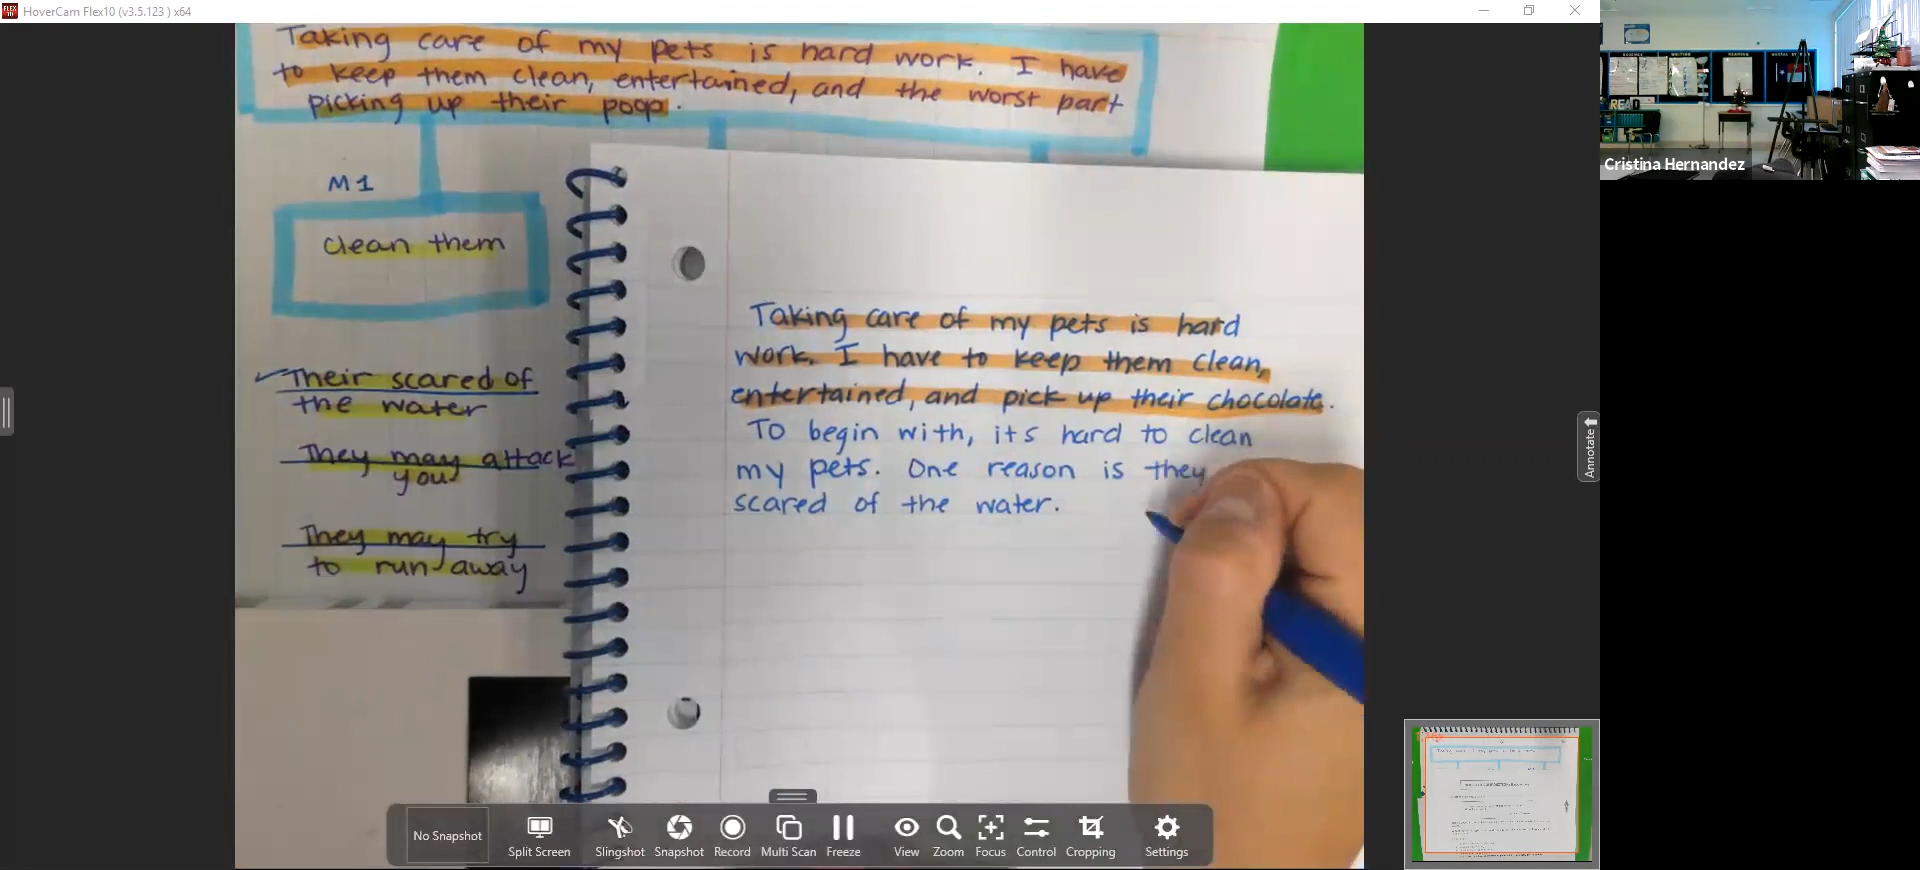 HoverCam Flex10 (v3.5.123) x64
Taking care of my pets is hard work. I have
to keep them clean, entertained, and the worst part
picking up their poop.
M1
clean them
Their scared of
the water
They may attack
you
They may try
to run away
Taking care of my pets is hard
work. I have to keep them clean,
entertained, and pick up their chocolate.
To begin with, its hard to clean
my pets. One reason is they
scared of the water.
Cristina Hernandez
READ
Annotate
No Snapshot
Split Screen
Slingshot
Snapshot
Record
Multi Scan
Freeze
View
Zoom
Focus
Control
Cropping
Settings